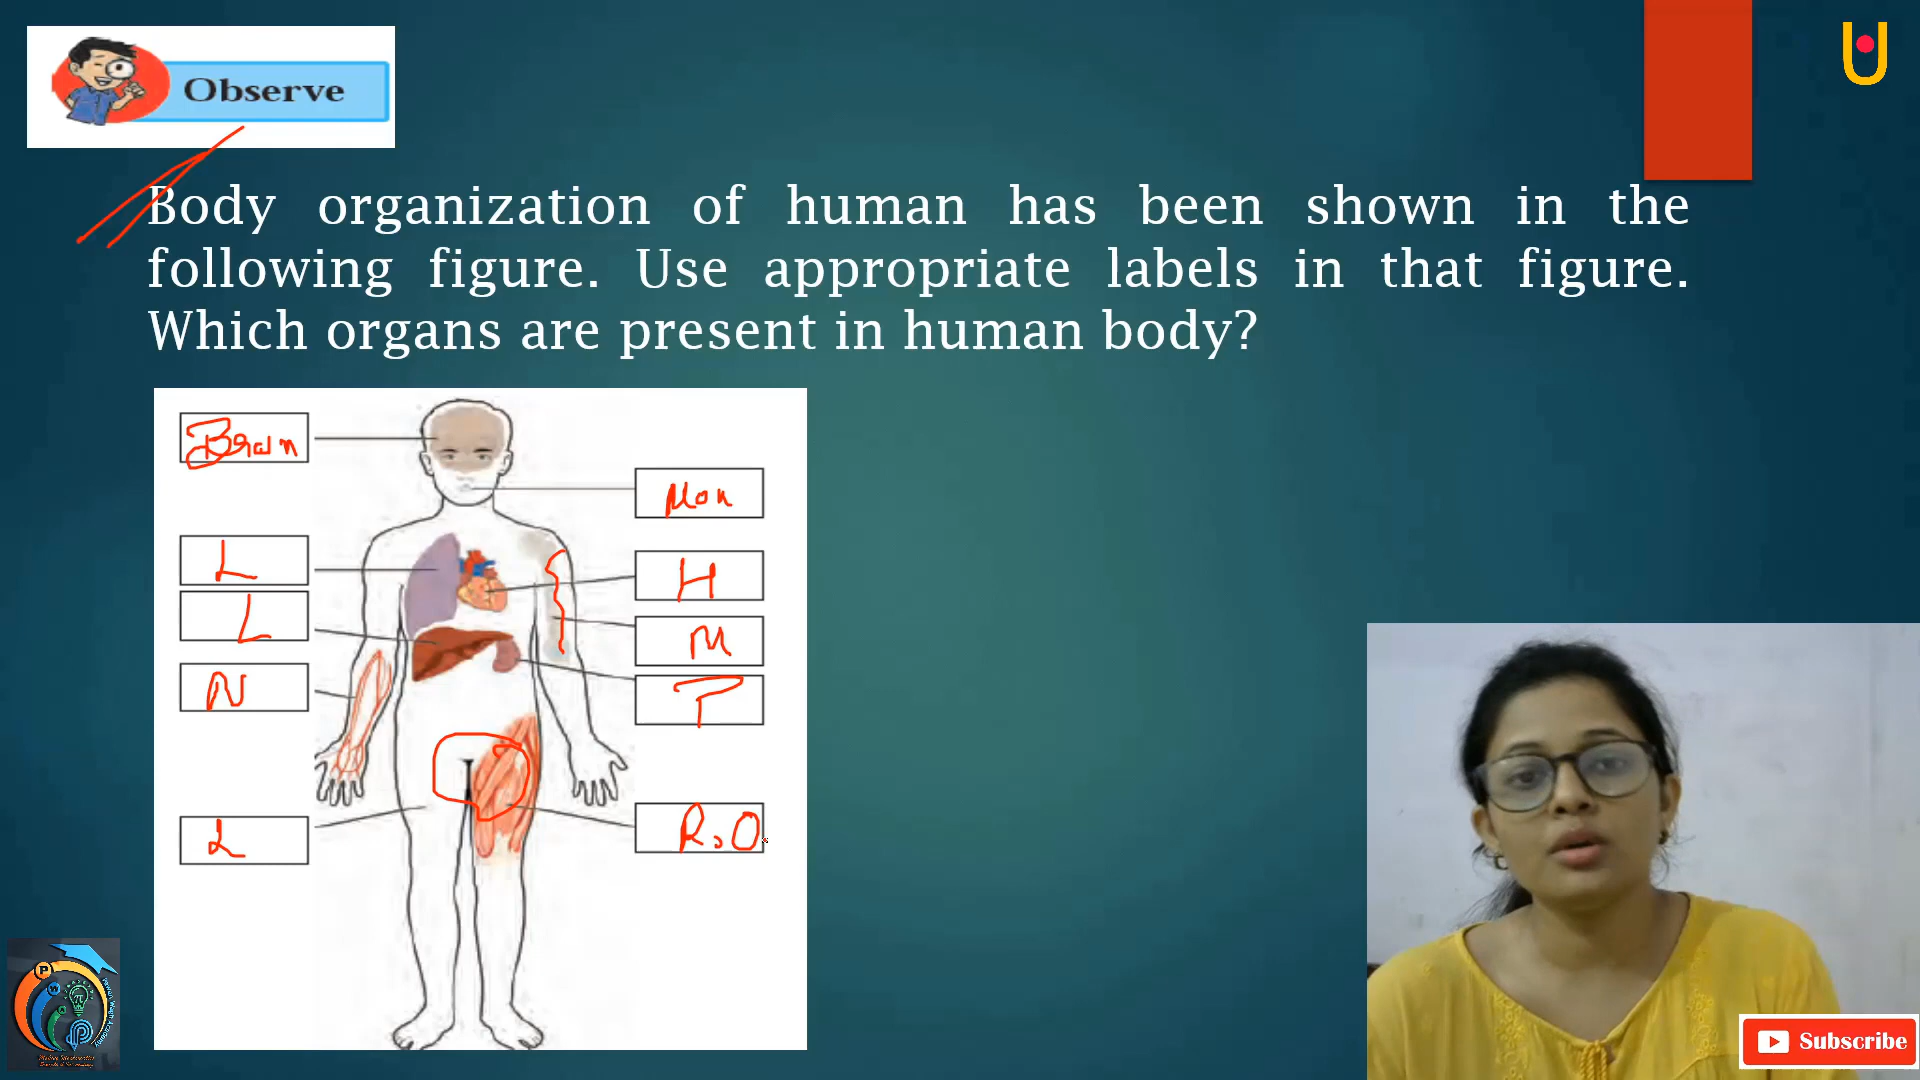 Observe
Body organization of human has been shown in the
following figure. Use appropriate labels in that figure.
Which organs are present in human body?
Brain
Mou
L
H
L
M
N
T
L
R.O
Subscribe